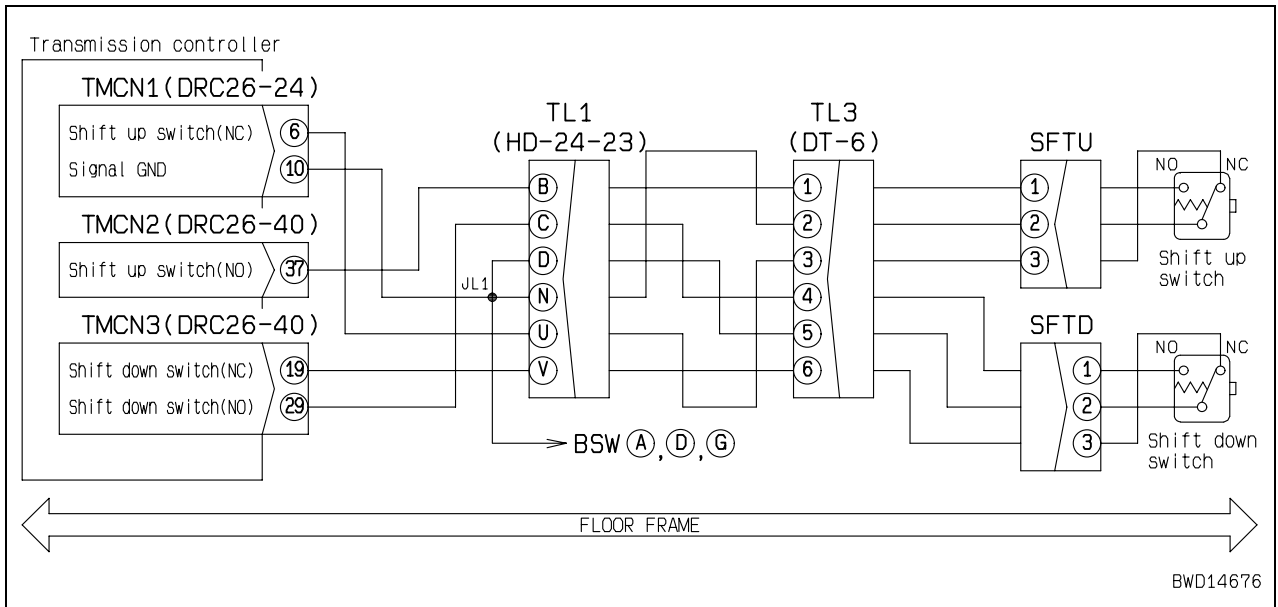 Transmission controller
TMCN1(DRC26-24)
Shift up switch(NC) 6
Signal GND 10
TMCN2(DRC26-40)
Shift up switch(NO) 37
TMCN3(DRC26-40)
Shift down switch(NC) 19
Shift down switch(NO) 29
JL1
TL1
(HD-24-23)
B
C
D
N
U
V
BSW A, D, G
TL3
(DT-6)
1
2
3
4
5
6
SFTU
1
2
3
NO NC
Shift up
switch
SFTD
1
2
3
NO NC
Shift down
switch
FLOOR FRAME
BWD14676